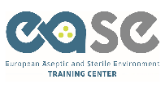 ease
European Aseptic and Sterile Environment
TRAINING CENTER